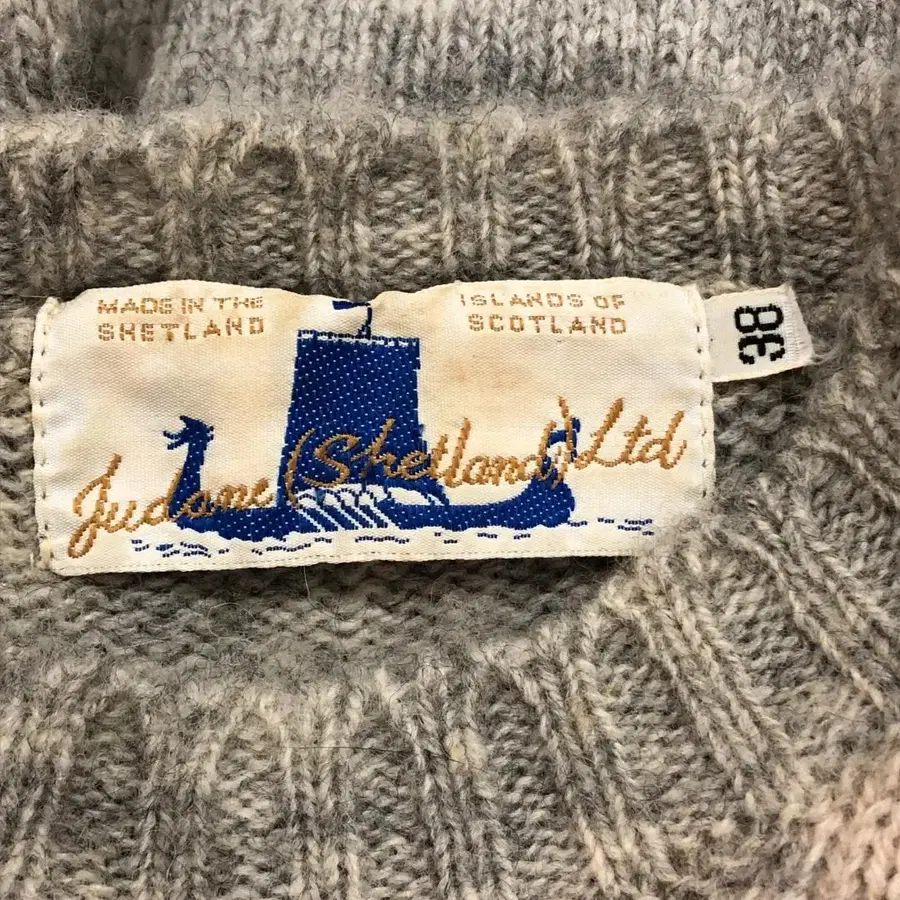 MADE IN THE
SHETLAND
ISLANDS OF
SCOTLAND
Judane (Shetland) Ltd
38